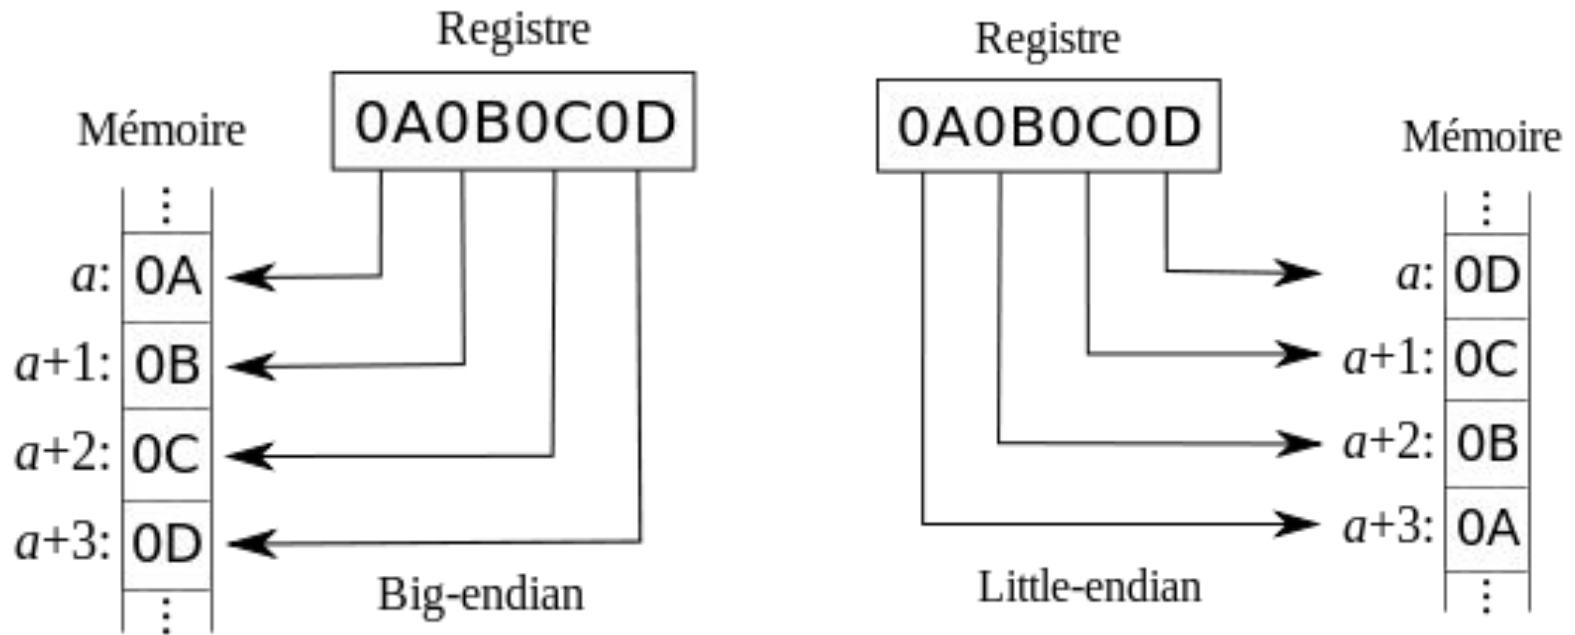 Registre
0A0B0C0D
Mémoire
a: 0A
a+1: 0B
a+2: 0C
a+3: 0D
Big-endian
Registre
0A0B0C0D
Mémoire
a: 0D
a+1: 0C
a+2: 0B
a+3: 0A
Little-endian